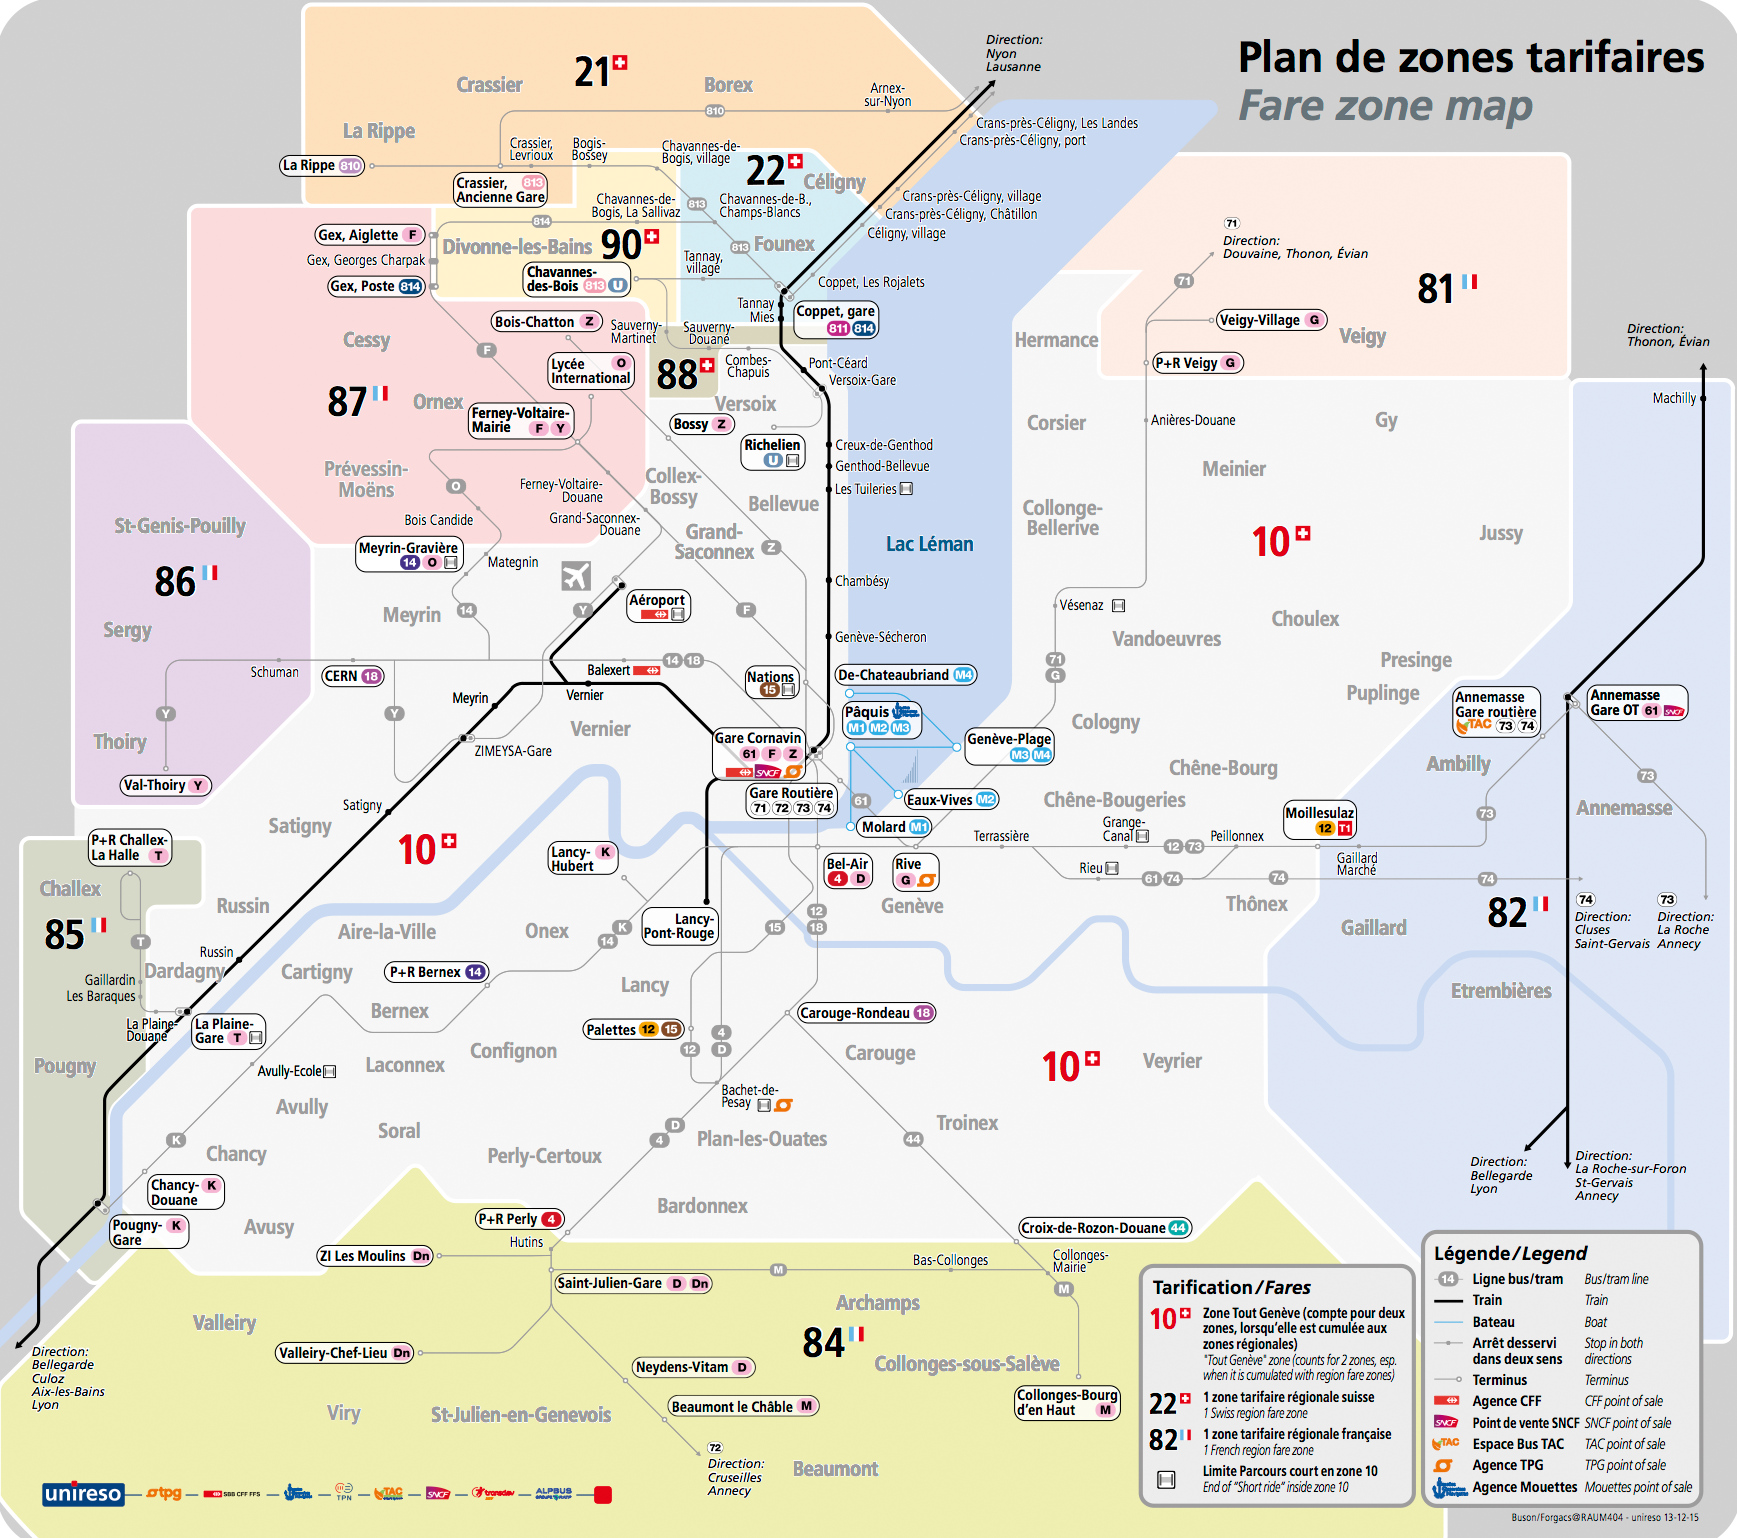 Plan de zones tarifaires
Fare zone map
Direction:
Nyon
Lausanne
21
Crassier
Borex
Arnex-
sur-Nyon
810
La Rippe
La Rippe 810
Crassier,
Levrioux
Bogis-
Bossey
Chavannes-de-
Bogis, village
Crans-près-Céligny, Les Landes
Crans-près-Céligny, port
22
Céligny
Crassier, 813
Ancienne Gare
Chavannes-de-
Bogis, La Sallivaz
813
Chavannes-de-B.,
Champs-Blancs
Crans-près-Céligny, village
Crans-près-Céligny, Châtillon
Céligny, village
814
Gex, Aiglette F
Divonne-les-Bains
90
813
Founex
Gex, Georges Charpak
Gex, Poste 814
Chavannes-
des-Bois 813 U
Tannay,
village
Coppet, Les Rojalets
Tannay
Mies
Coppet, gare
811 814
71
Direction:
Douvaine, Thonon, Évian
71
81
Veigy-Village G
Veigy
P+R Veigy G
Hermance
Direction:
Thonon, Évian
Machilly
Bois-Chatton Z
Sauverny-
Martinet
Sauverny-
Douane
Cessy
F
Lycée O
International
88
Combes-
Chapuis
Pont-Céard
Versoix-Gare
87
Ornex
Versoix
Ferney-Voltaire-
Mairie F Y
Bossy Z
Richelien
U
Creux-de-Genthod
Genthod-Bellevue
Les Tuileries
Corsier
Anières-Douane
Gy
Meinier
Prévessin-
Moëns
O
Ferney-Voltaire-
Douane
Collex-
Bossy
Bellevue
Bois Candide
Grand-Saconnex-
Douane
Grand-
Saconnex
Z
Lac Léman
Collonge-
Bellerive
10
Jussy
St-Genis-Pouilly
86
Sergy
Meyrin-Gravière
14 O
Mategnin
Meyrin
14
Y
Aéroport
F
Chambésy
Genève-Sécheron
Vésenaz
Vandoeuvres
Choulex
Presinge
Puplinge
71
G
Schuman
CERN 18
Balexert
14 18
Nations
15
De-Chateaubriand M4
Y
Y
Meyrin
Vernier
Vernier
Pâquis
M1 M2 M3
Cologny
Annemasse
Gare routière
TAC 73 74
Annemasse
Gare OT 61 SNCF
Thoiry
ZIMEYSA-Gare
Gare Cornavin
61 F Z
SNCF
Genève-Plage
M3 M4
Ambilly
Chêne-Bourg
73
Val-Thoiry Y
Satigny
Satigny
Gare Routière
71 72 73 74
61
Eaux-Vives M2
Chêne-Bougeries
Moillesulaz
12 T1
73
Annemasse
Molard M1
10
P+R Challex-
La Halle T
Lancy- K
Hubert
Bel-Air
4 D
Rive
G
Terrassière
Grange-
Canal
12 73
Peillonnex
Gaillard
Marché
Rieu
61 74
74
74
Challex
85
Russin
Genève
Thônex
Gaillard
82
74
Direction:
Cluses
Saint-Gervais
73
Direction:
La Roche
Annecy
Aire-la-Ville
Onex
K
14
Lancy-
Pont-Rouge
15
12
18
T
Russin
Dardagny
Gaillardin
Les Baraques
Cartigny
P+R Bernex 14
Lancy
Etrembières
Bernex
La Plaine-
Douane
La Plaine-
Gare T
Palettes 12 15
Carouge-Rondeau 18
4
D
12
Pougny
Confignon
Laconnex
Carouge
10
Veyrier
Avully-Ecole
Avully
Bachet-de-
Pesay
Soral
D
4
Plan-les-Ouates
44
Troinex
K
Chancy
Perly-Certoux
Direction:
Bellegarde
Lyon
Direction:
La Roche-sur-Foron
St-Gervais
Annecy
Chancy- K
Douane
Bardonnex
Pougny- K
Gare
Avusy
P+R Perly 4
Croix-de-Rozon-Douane 44
Hutins
ZI Les Moulins Dn
Bas-Collonges
Collonges-
Mairie
M
Saint-Julien-Gare D Dn
M
Archamps
84
Valleiry
Direction:
Bellegarde
Culoz
Aix-les-Bains
Lyon
Valleiry-Chef-Lieu Dn
Neydens-Vitam D
Collonges-sous-Salève
Collonges-Bourg
d'en Haut M
Viry
St-Julien-en-Genevois
Beaumont le Châble M
72
Direction:
Cruseilles
Annecy
Beaumont
Tarification/Fares
10 Zone Tout Genève (compte pour deux
zones, lorsqu'elle est cumulée aux
zones régionales)
"Tout Genève" zone (counts for 2 zones, esp.
when it is cumulated with region fare zones)
22 1 zone tarifaire régionale suisse
1 Swiss region fare zone
82 1 zone tarifaire régionale française
1 French region fare zone
Limite Parcours court en zone 10
End of "Short ride" inside zone 10
Légende/Legend
14 Ligne bus/tram Bus/tram line
Train Train
Bateau Boat
Arrêt desservi Stop in both
dans deux sens directions
Terminus Terminus
Agence CFF CFF point of sale
SNCF Point de vente SNCF SNCF point of sale
TAC Espace Bus TAC TAC point of sale
Agence TPG TPG point of sale
Agence Mouettes Mouettes point of sale
unireso tpg SBB CFF FFS TPN TAC SNCF transdev ALPBUS
Buson/Forgacs@RAUM404 - unireso 13-12-15